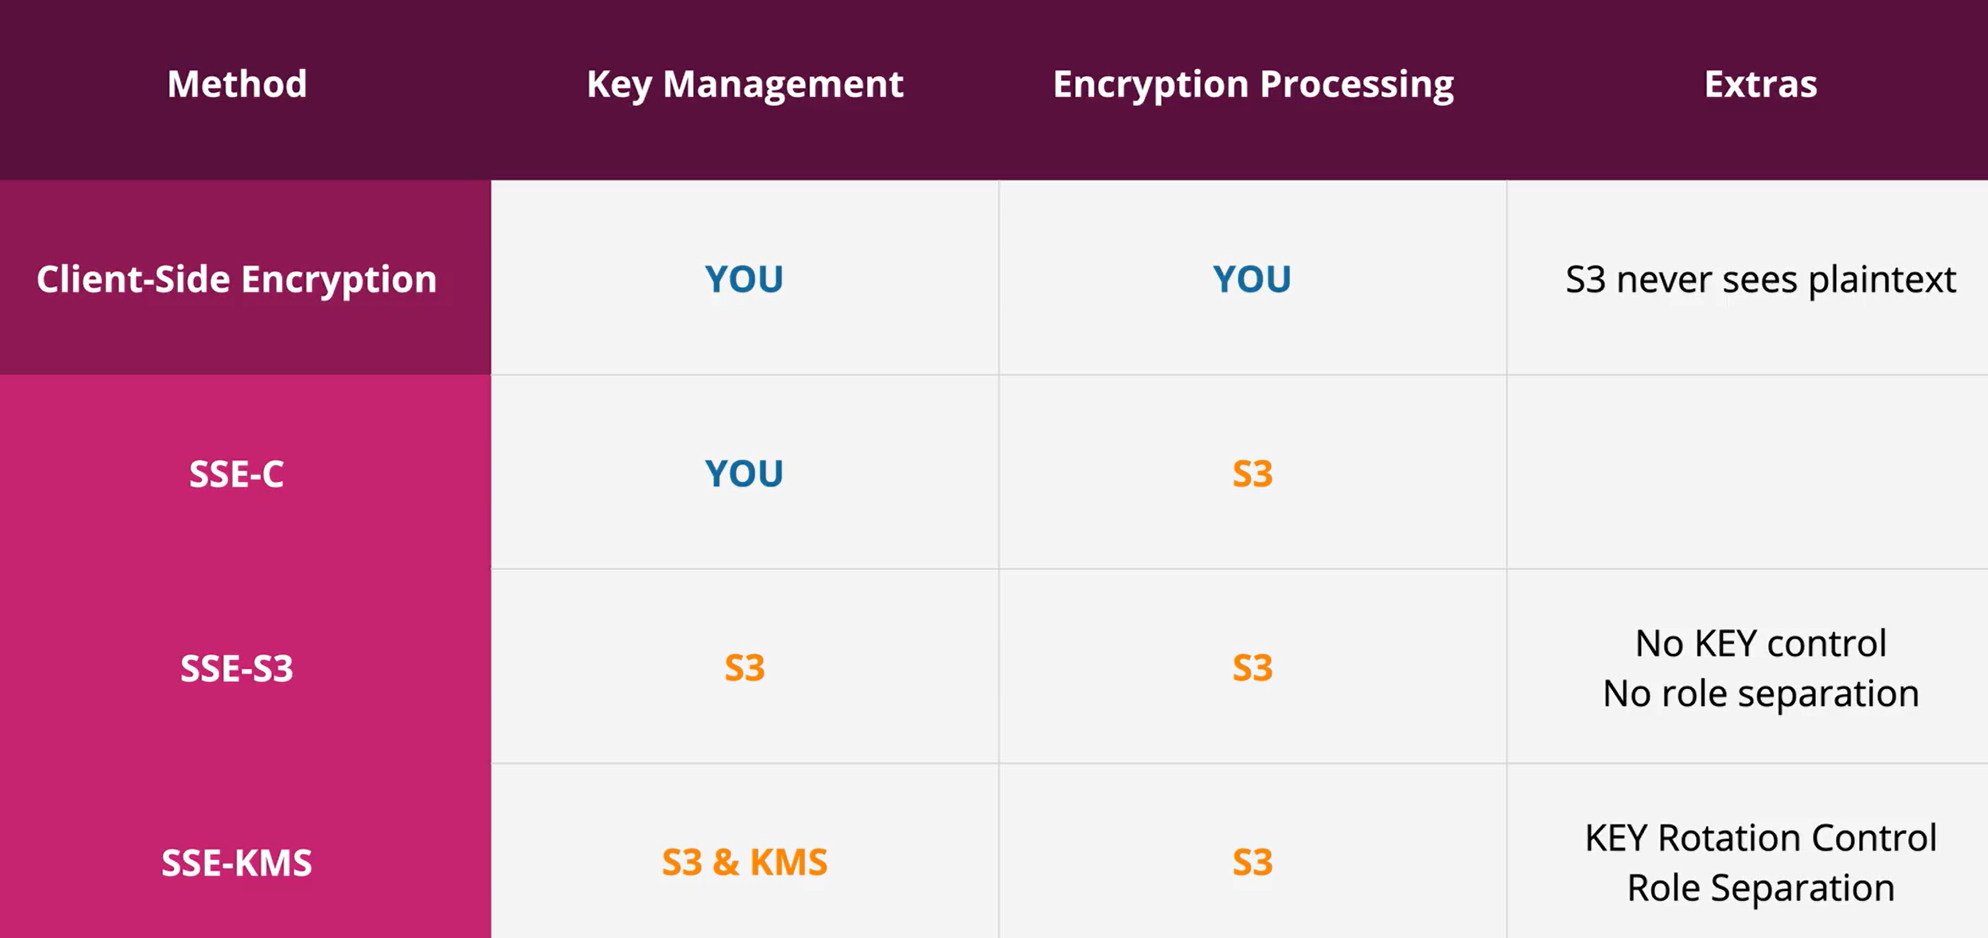 Method Key Management Encryption Processing Extras
Client-Side Encryption YOU YOU S3 never sees plaintext
SSE-C YOU S3
SSE-S3 S3 S3 No KEY control
No role separation
SSE-KMS S3 & KMS S3 KEY Rotation Control
Role Separation